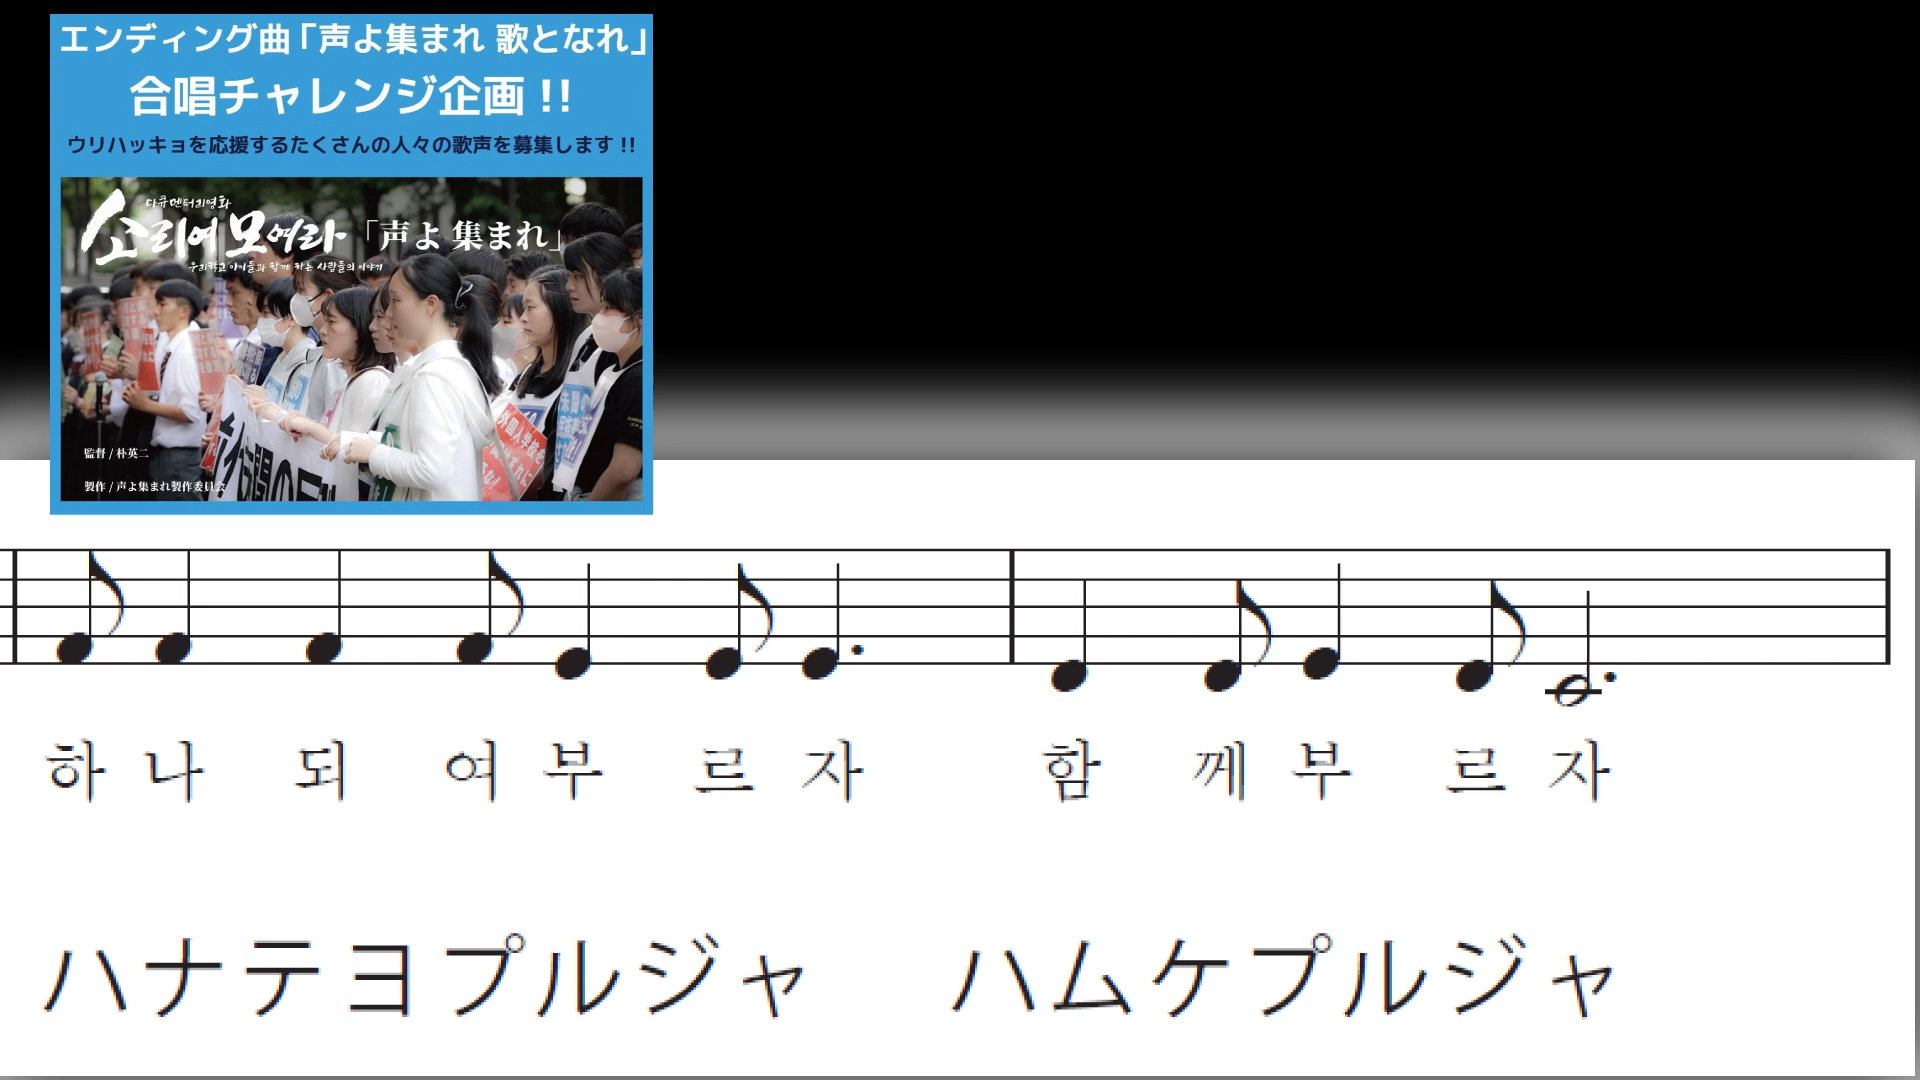 エンディング曲「声よ集まれ 歌となれ」
合唱チャレンジ企画 !!
ウリハッキョを応援するたくさんの人々の歌声を募集します !!
다큐멘터리영화
소리여 모여라「声よ 集まれ」
우리학교 아이들과 함께 하는 사람들의 이야기
監督 / 朴英二
製作 / 声よ集まれ製作委員会
하 나 되 여 부 르 자 함 께 부 르 자
ハナテヨプルジャ ハムケプルジャ